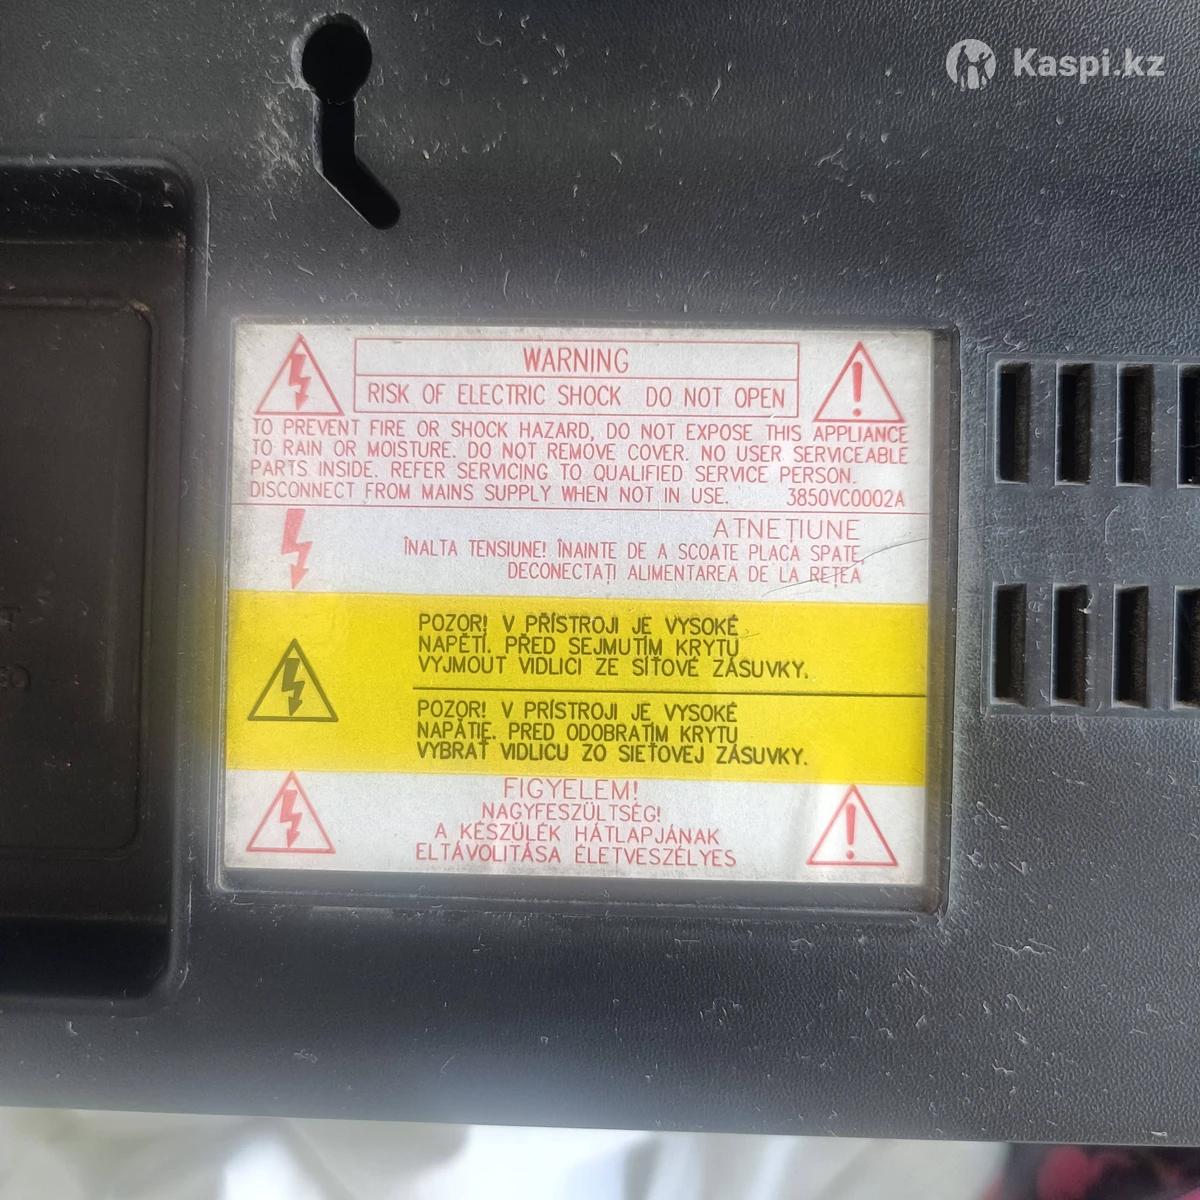 Kaspi.kz
WARNING
RISK OF ELECTRIC SHOCK DO NOT OPEN
TO PREVENT FIRE OR SHOCK HAZARD, DO NOT EXPOSE THIS APPLIANCE
TO RAIN OR MOISTURE. DO NOT REMOVE COVER. NO USER SERVICEABLE
PARTS INSIDE. REFER SERVICING TO QUALIFIED SERVICE PERSON.
DISCONNECT FROM MAINS SUPPLY WHEN NOT IN USE. 3850VC0002A
ATNEȚIUNE
ÎNALTA TENSIUNE! ÎNAINTE DE A SCOATE PLACA SPATE,
DECONECTAȚI ALIMENTAREA DE LA REȚEA
POZOR! V PŘÍSTROJI JE VYSOKÉ
NAPĚTÍ. PŘED SEJMUTÍM KRYTU
VYJMOUT VIDLICI ZE SÍŤOVÉ ZÁSUVKY.
POZOR! V PRÍSTROJI JE VYSOKÉ
NAPÄTIE. PRED ODOBRATÍM KRYTU
VYBRAŤ VIDLICU ZO SIEŤOVEJ ZÁSUVKY.
FIGYELEM!
NAGYFESZÜLTSÉG!
A KÉSZÜLÉK HÁTLAPJÁNAK
ELTÁVOLITÁSA ÉLETVESZÉLYES